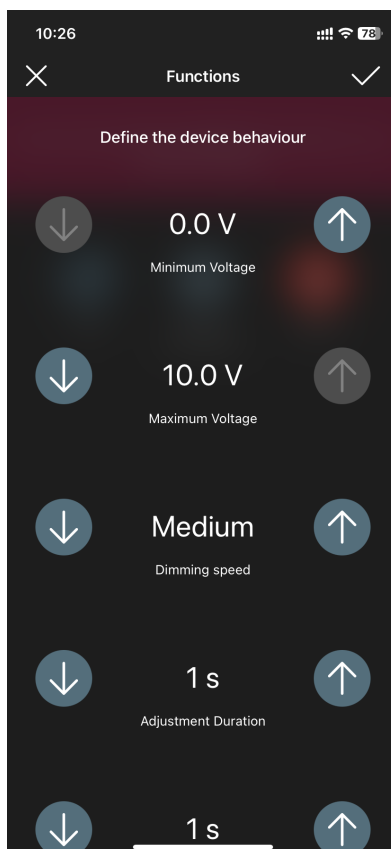 10:26
78
Functions
Define the device behaviour
0.0 V
Minimum Voltage
10.0 V
Maximum Voltage
Medium
Dimming speed
1 s
Adjustment Duration
1 s